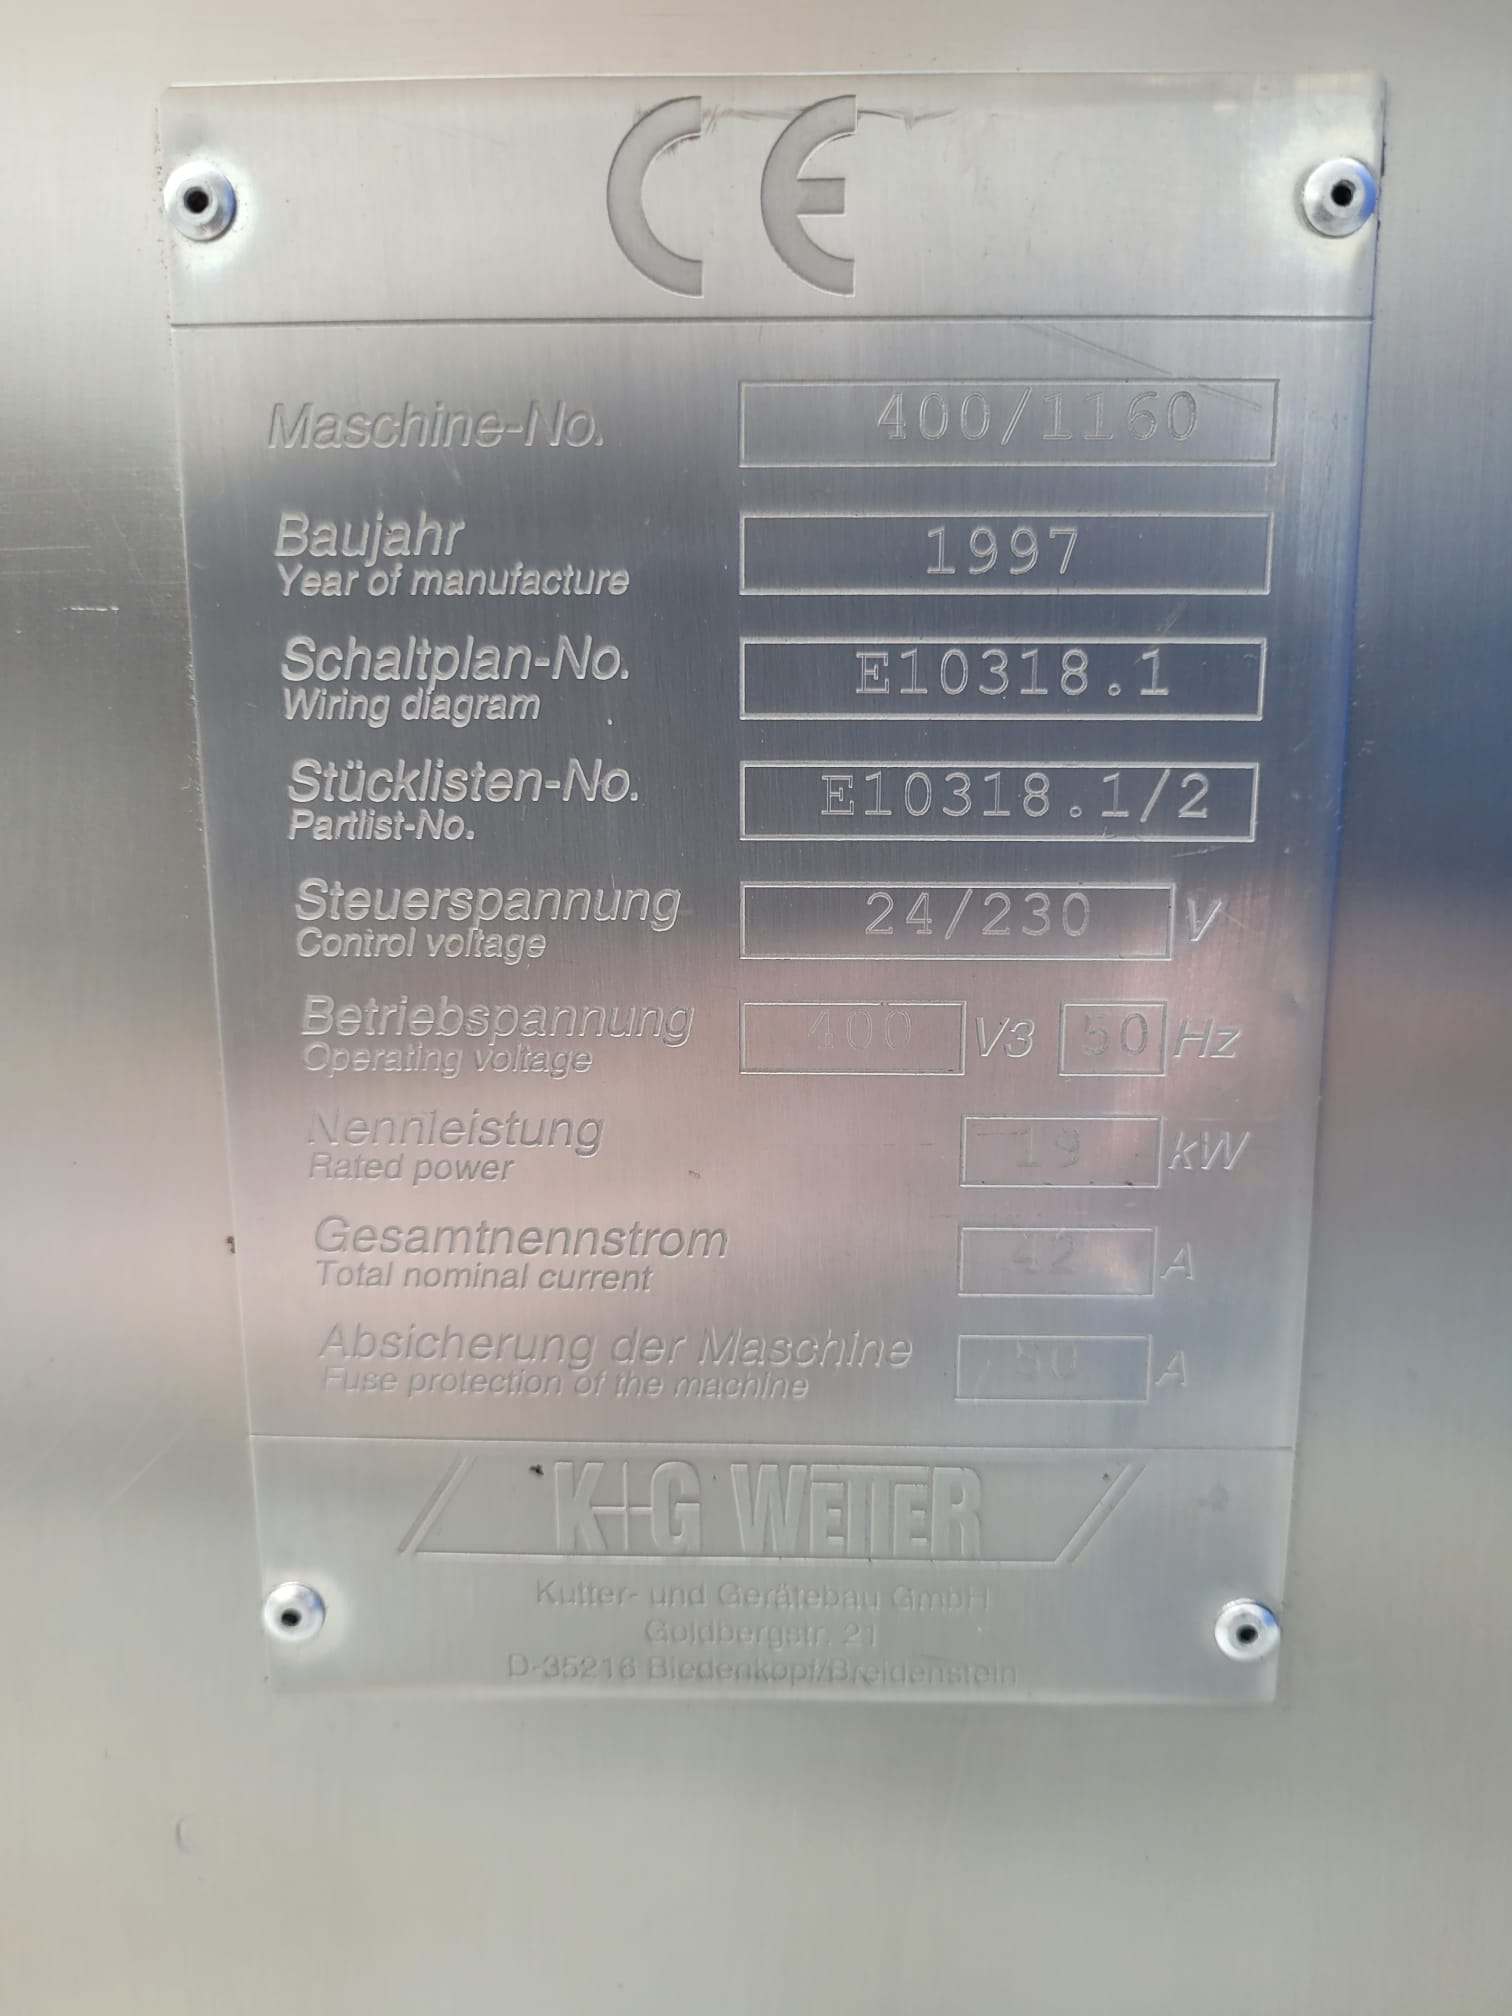 CE
Maschine-No. 400/1160
Baujahr 1997
Year of manufacture
Schaltplan-No. E10318.1
Wiring diagram
Stücklisten-No. E10318.1/2
Partlist-No.
Steuerspannung 24/230 V
Control voltage
Betriebspannung 400 V3 50 Hz
Operating voltage
Nennleistung 19 kW
Rated power
Gesamtnennstrom 42 A
Total nominal current
Absicherung der Maschine 50 A
Fuse protection of the machine
K+G WETTER
Kutter- und Gerätebau GmbH
Goldbergstr. 21
D-35216 Biedenkopf/Breidenstein